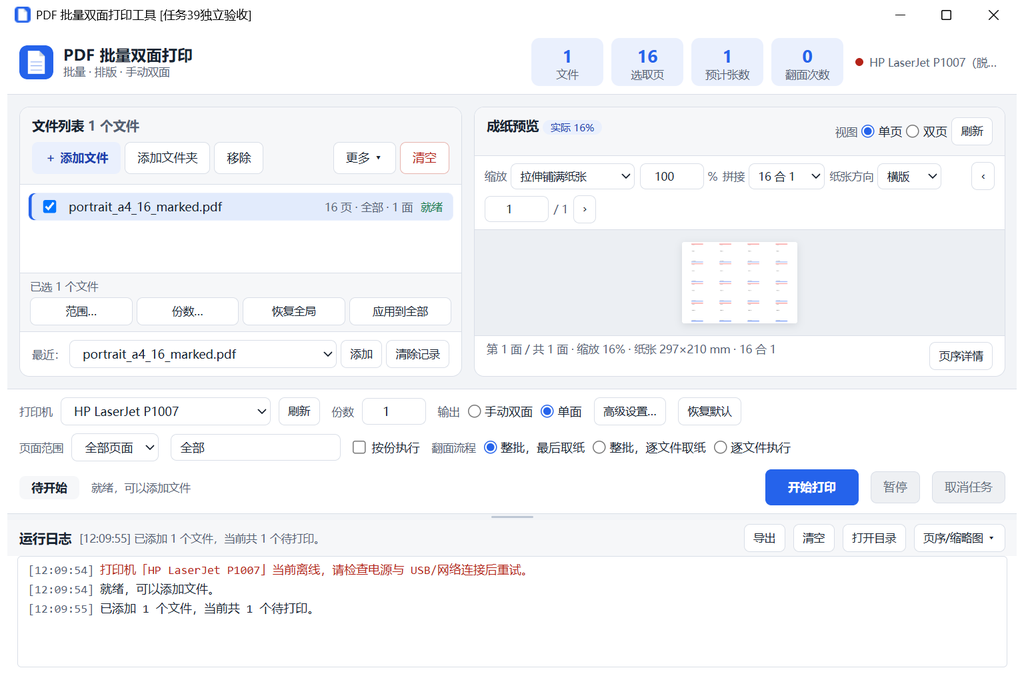 PDF 批量双面打印工具 [任务39独立验收]
PDF 批量双面打印
批量 · 排版 · 手动双面
1 文件
16 选取页
1 预计张数
0 翻面次数
HP LaserJet P1007（脱...
文件列表 1 个文件
+ 添加文件 添加文件夹 移除 更多 清空
portrait_a4_16_marked.pdf 16 页 · 全部 · 1 面 就绪
已选 1 个文件
范围... 份数... 恢复全局 应用到全部
最近: portrait_a4_16_marked.pdf 添加 清除记录
成纸预览 实际 16% 视图 单页 双页 刷新
缩放 拉伸铺满纸张 100 % 拼接 16 合 1 纸张方向 横版 ‹
1 / 1 ›
第 1 面 / 共 1 面 · 缩放 16% · 纸张 297×210 mm · 16 合 1
页序详情
打印机 HP LaserJet P1007 刷新 份数 1 输出 手动双面 单面 高级设置... 恢复默认
页面范围 全部页面 全部 按份执行 翻面流程 整批，最后取纸 整批，逐文件取纸 逐文件执行
待开始 就绪，可以添加文件 开始打印 暂停 取消任务
运行日志 [12:09:55] 已添加 1 个文件，当前共 1 个待打印。 导出 清空 打开目录 页序/缩略图
[12:09:54] 打印机「HP LaserJet P1007」当前离线，请检查电源与 USB/网络连接后重试。
[12:09:54] 就绪，可以添加文件。
[12:09:55] 已添加 1 个文件，当前共 1 个待打印。